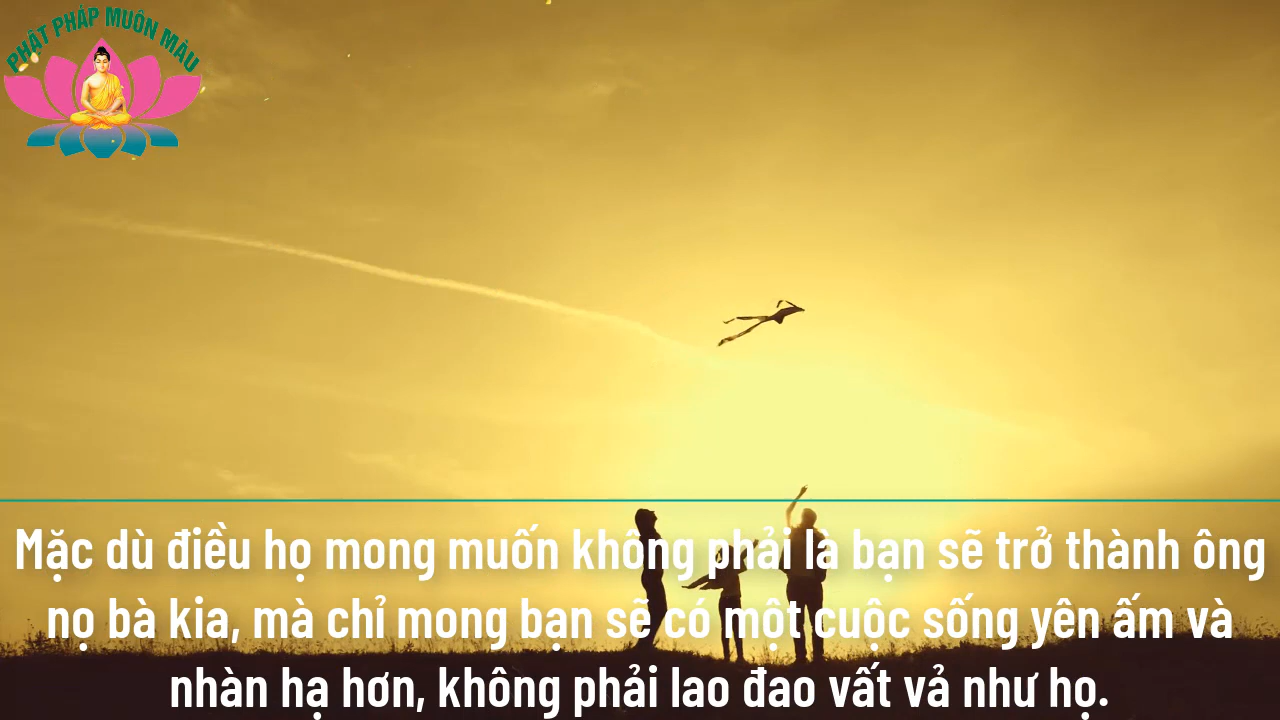 PHẬT PHÁP MUÔN MÀU
Mặc dù điều họ mong muốn không phải là bạn sẽ trở thành ông
nọ bà kia, mà chỉ mong bạn sẽ có một cuộc sống yên ấm và
nhàn hạ hơn, không phải lao đao vất vả như họ.